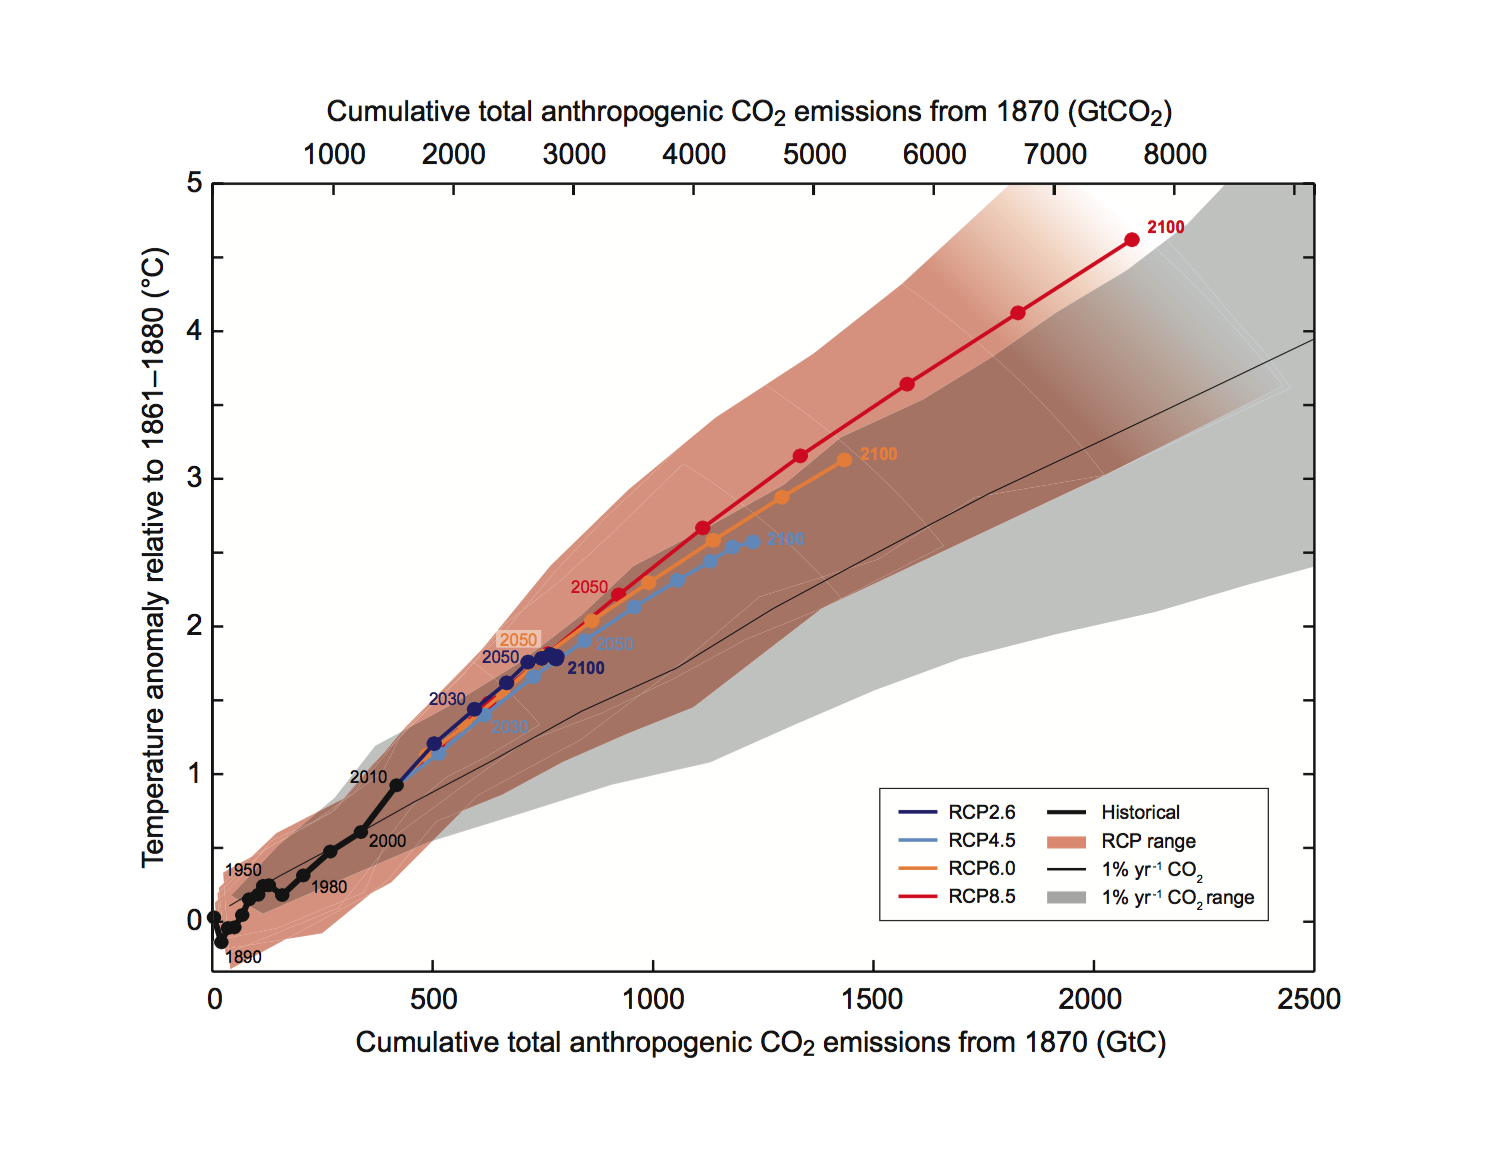 Cumulative total anthropogenic CO₂ emissions from 1870 (GtCO₂)
1000 2000 3000 4000 5000 6000 7000 8000
Temperature anomaly relative to 1861–1880 (°C)
5
4
3
2
1
0
2100
2100
2100
2050
2050
2050
2050
2100
2030
2030
2010
2000
1950
1980
1890
RCP2.6
RCP4.5
RCP6.0
RCP8.5
Historical
RCP range
1% yr⁻¹ CO₂
1% yr⁻¹ CO₂ range
0 500 1000 1500 2000 2500
Cumulative total anthropogenic CO₂ emissions from 1870 (GtC)